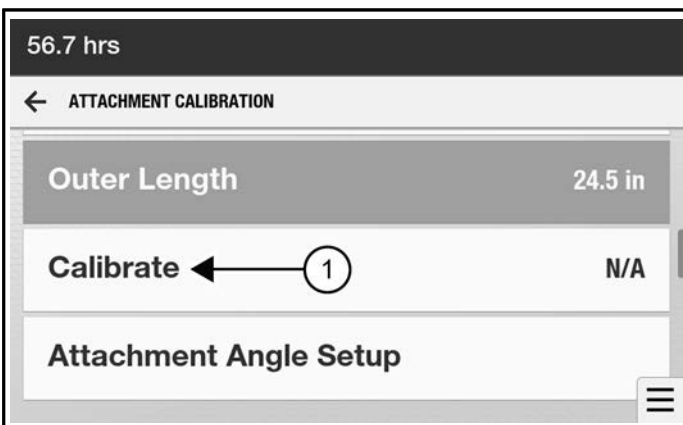 56.7 hrs
← ATTACHMENT CALIBRATION
Outer Length 24.5 in
Calibrate 1 N/A
Attachment Angle Setup